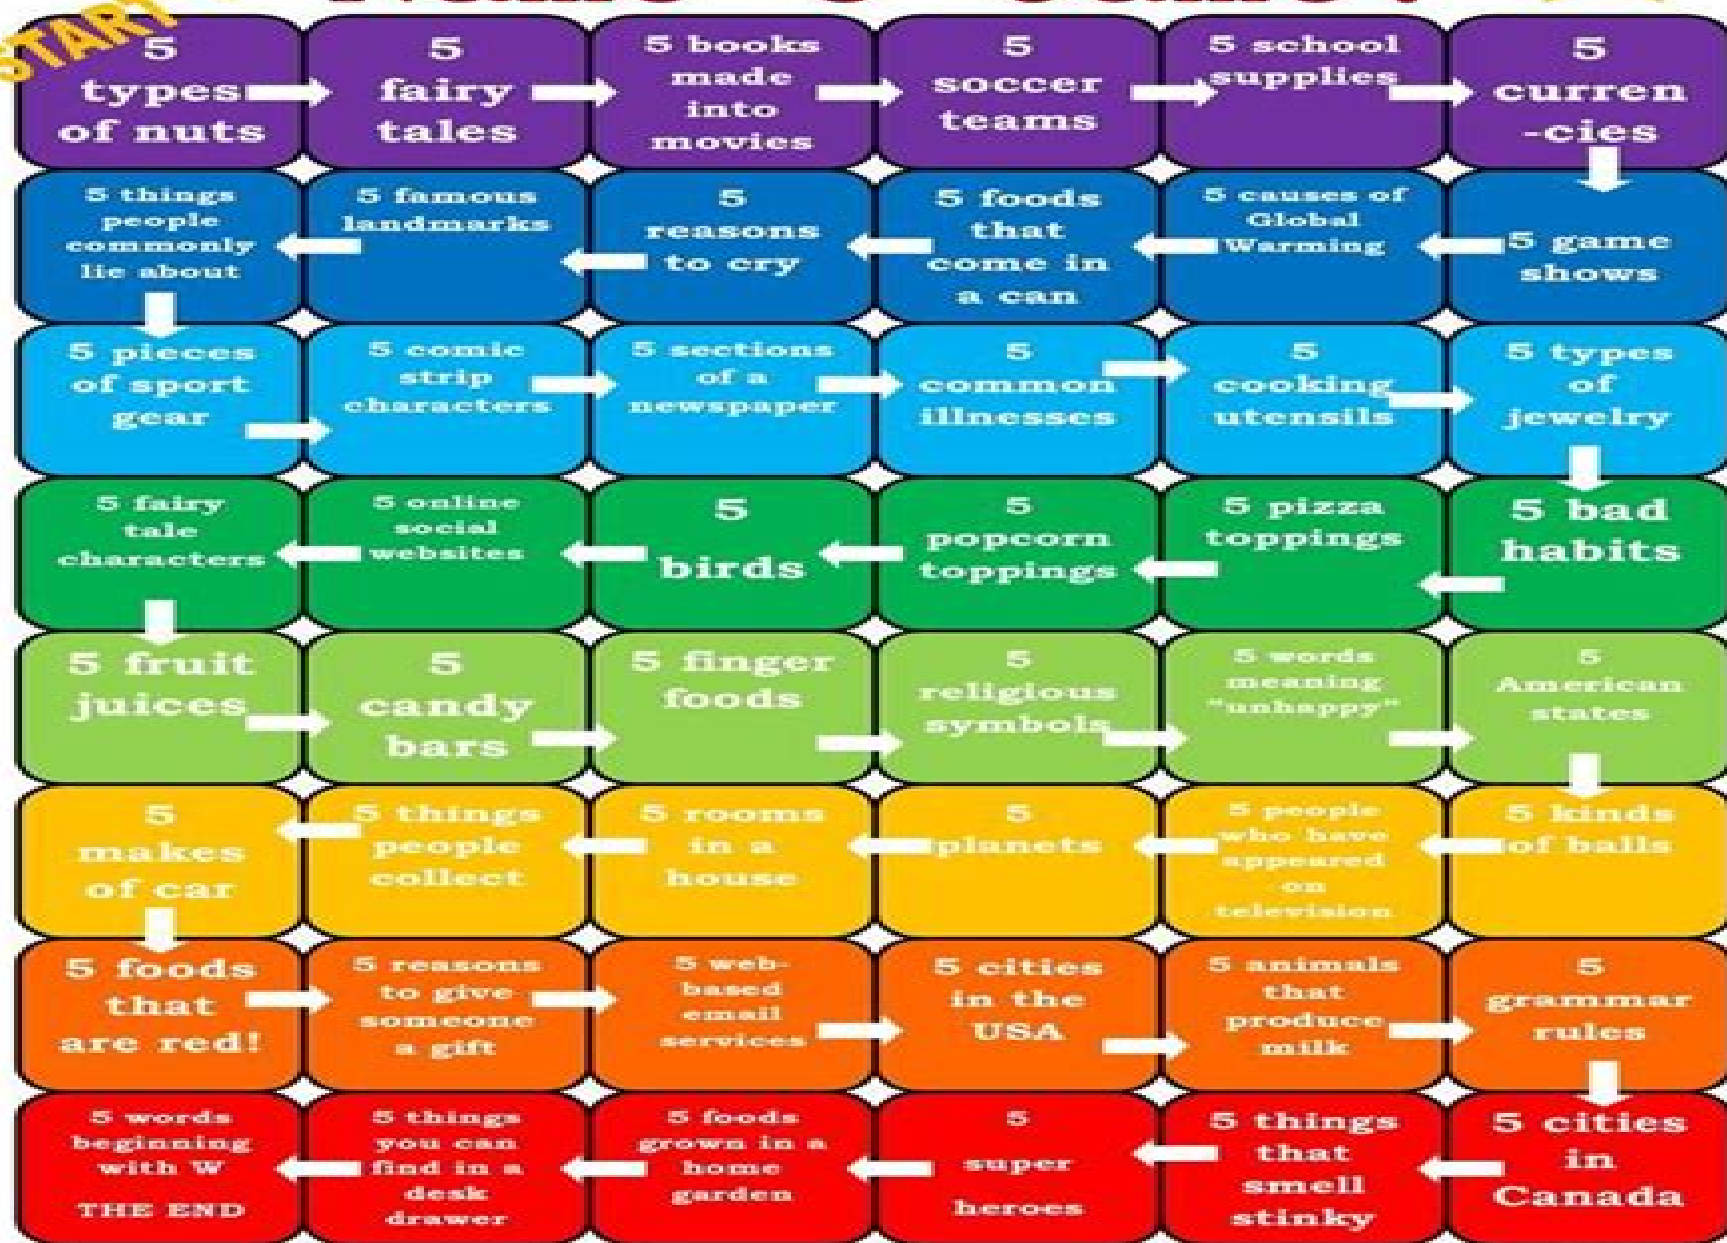 START
5
types
of nuts
5
fairy
tales
5 books
made
into
movies
5
soccer
teams
5 school
supplies
5
curren
-cies
5 things
people
commonly
lie about
5 famous
landmarks
5
reasons
to cry
5 foods
that
come in
a can
5 causes of
Global
Warming
5 game
shows
5 pieces
of sport
gear
5 comic
strip
characters
5 sections
of a
newspaper
5
common
illnesses
5
cooking
utensils
5 types
of
jewelry
5 fairy
tale
characters
5 online
social
websites
5
birds
5
popcorn
toppings
5 pizza
toppings
5 bad
habits
5 fruit
juices
5
candy
bars
5 finger
foods
5
religious
symbols
5 words
meaning
"unhappy"
5
American
states
5
makes
of car
5 things
people
collect
5 rooms
in a
house
5
planets
5 people
who have
appeared
on
television
5 kinds
of balls
5 foods
that
are red!
5 reasons
to give
someone
a gift
5 web-
based
email
services
5 cities
in the
USA
5 animals
that
produce
milk
5
grammar
rules
5 words
beginning
with W
THE END
5 things
you can
find in a
desk
drawer
5 foods
grown in a
home
garden
5
super
heroes
5 things
that
smell
stinky
5 cities
in
Canada